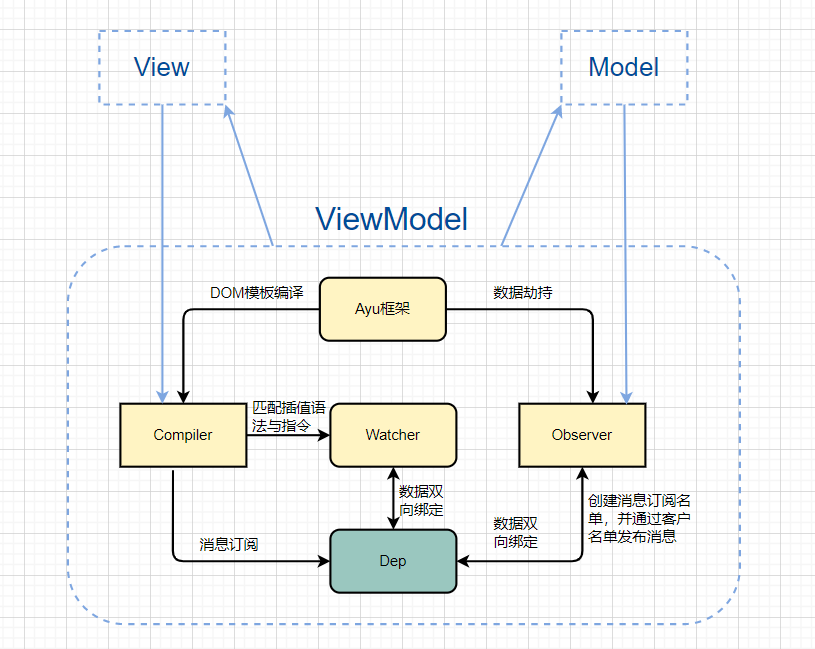 View
Model
ViewModel
DOM模板编译
Ayu框架
数据劫持
Compiler
匹配插值语
法与指令
Watcher
Observer
数据双
向绑定
数据双
向绑定
创建消息订阅名
单，并通过客户
名单发布消息
消息订阅
Dep